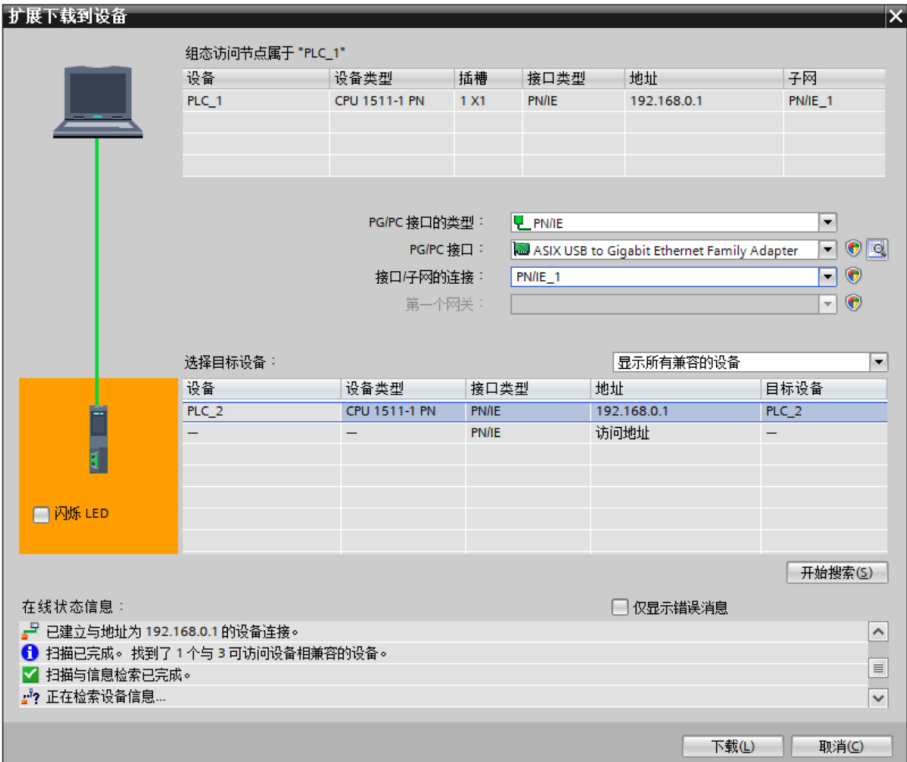 扩展下载到设备
组态访问节点属于 "PLC_1"
设备 设备类型 插槽 接口类型 地址 子网
PLC_1 CPU 1511-1 PN 1 X1 PN/IE 192.168.0.1 PN/IE_1
PG/PC 接口的类型： PN/IE
PG/PC 接口： ASIX USB to Gigabit Ethernet Family Adapter
接口/子网的连接： PN/IE_1
第一个网关：
选择目标设备： 显示所有兼容的设备
设备 设备类型 接口类型 地址 目标设备
PLC_2 CPU 1511-1 PN PN/IE 192.168.0.1 PLC_2
— — PN/IE 访问地址 —
闪烁 LED
开始搜索(S)
在线状态信息： 仅显示错误消息
已建立与地址为 192.168.0.1 的设备连接。
扫描已完成。 找到了 1 个与 3 可访问设备相兼容的设备。
扫描与信息检索已完成。
正在检索设备信息...
下载(L) 取消(C)